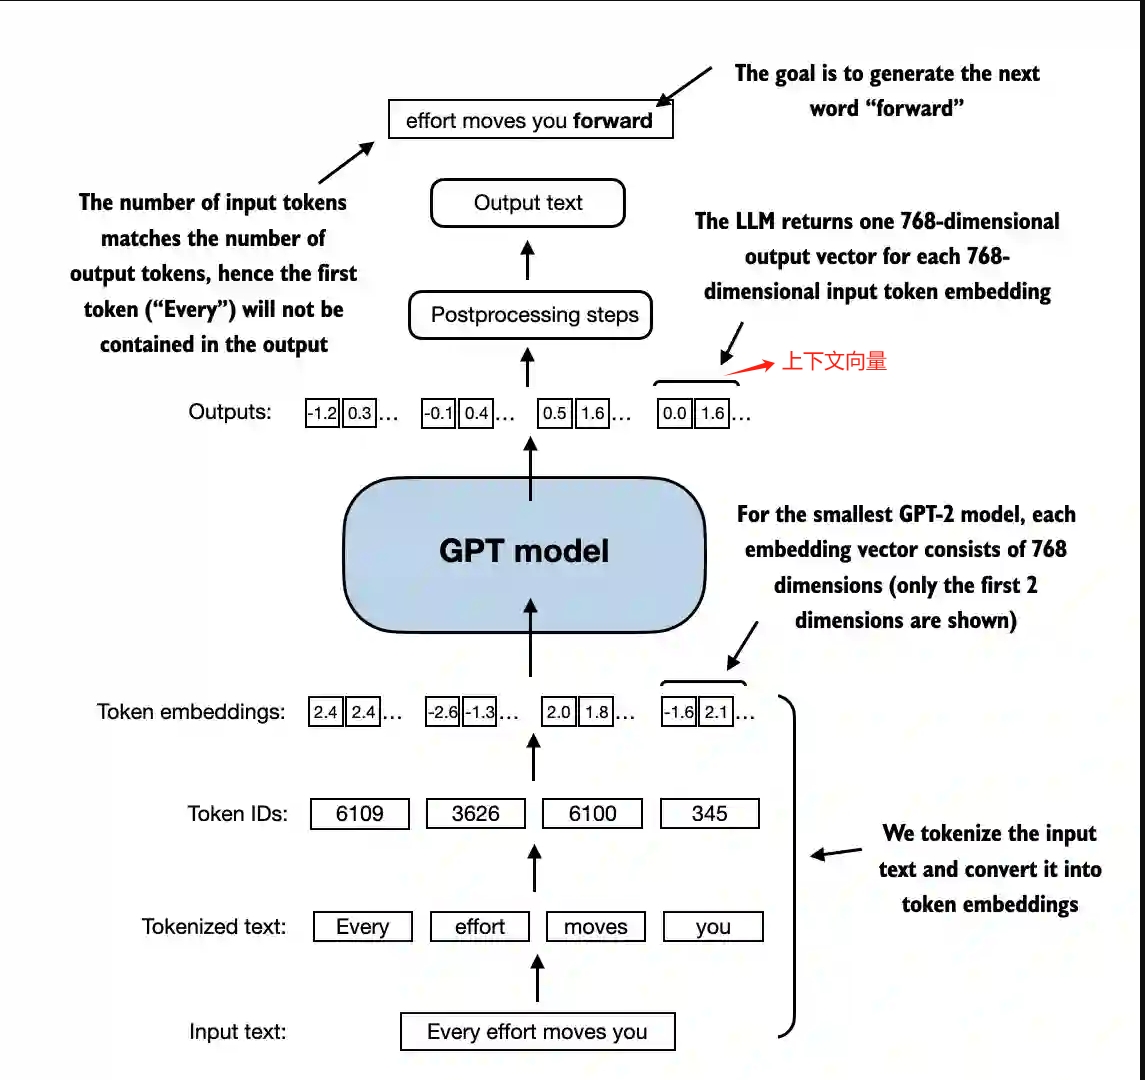 The goal is to generate the next
word “forward”
effort moves you forward
The number of input tokens
matches the number of
output tokens, hence the first
token (“Every”) will not be
contained in the output
Output text
The LLM returns one 768-dimensional
output vector for each 768-
dimensional input token embedding
Postprocessing steps
上下文向量
Outputs: -1.2 0.3 ... -0.1 0.4 ... 0.5 1.6 ... 0.0 1.6 ...
GPT model
For the smallest GPT-2 model, each
embedding vector consists of 768
dimensions (only the first 2
dimensions are shown)
Token embeddings: 2.4 2.4 ... -2.6 -1.3 ... 2.0 1.8 ... -1.6 2.1 ...
Token IDs: 6109 3626 6100 345
We tokenize the input
text and convert it into
token embeddings
Tokenized text: Every effort moves you
Input text: Every effort moves you